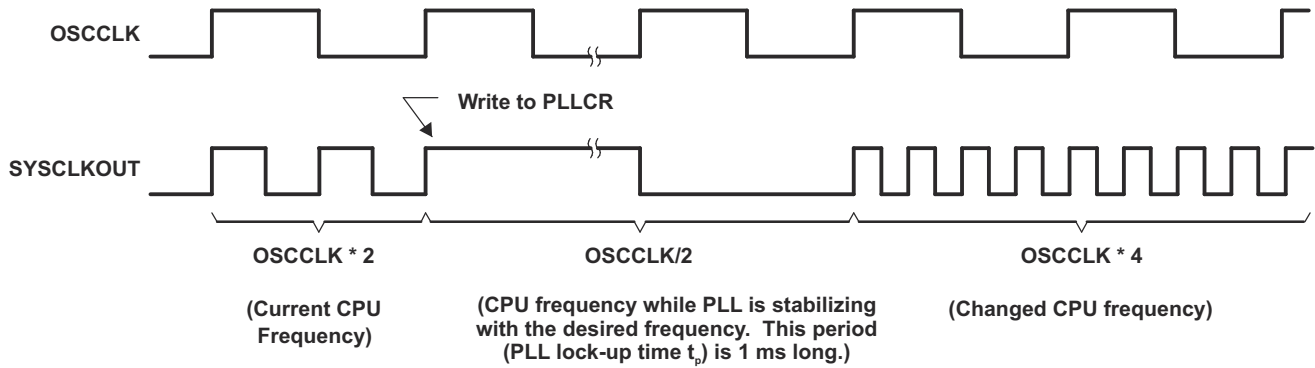 OSCCLK
Write to PLLCR
SYSCLKOUT
OSCCLK * 2
OSCCLK/2
OSCCLK * 4
(Current CPU
Frequency)
(CPU frequency while PLL is stabilizing
with the desired frequency. This period
(PLL lock-up time tp) is 1 ms long.)
(Changed CPU frequency)